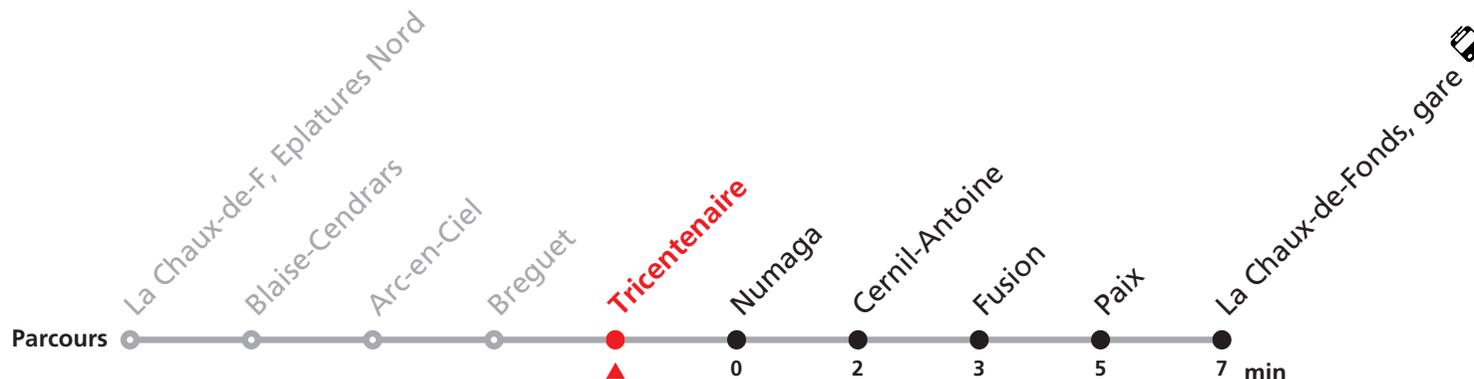 La Chaux-de-F, Eplatures Nord
Blaise-Cendrars
Arc-en-Ciel
Breguet
Tricentenaire
Numaga
Cernil-Antoine
Fusion
Paix
La Chaux-de-Fonds, gare
Parcours
0 2 3 5 7 min